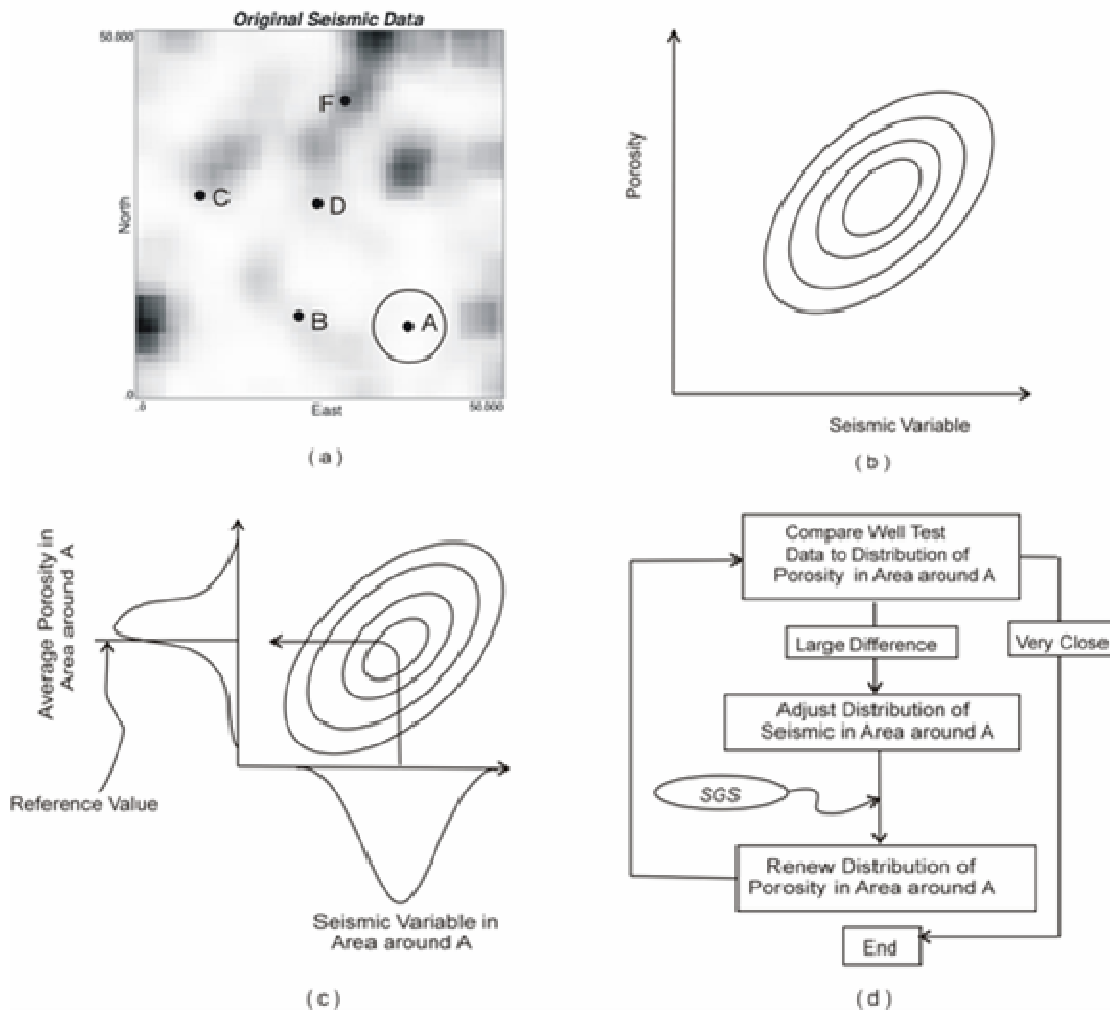 Original Seismic Data
50.000
North
.0
.0
East
50.000
F
C
D
B
A
( a )
Porosity
Seismic Variable
( b )
Average Porosity in
Area around A
Reference Value
Seismic Variable in
Area around A
( c )
Compare Well Test
Data to Distribution of
Porosity in Area around A
Large Difference
Very Close
Adjust Distribution of
Seismic in Area around A
SGS
Renew Distribution of
Porosity in Area around A
End
( d )